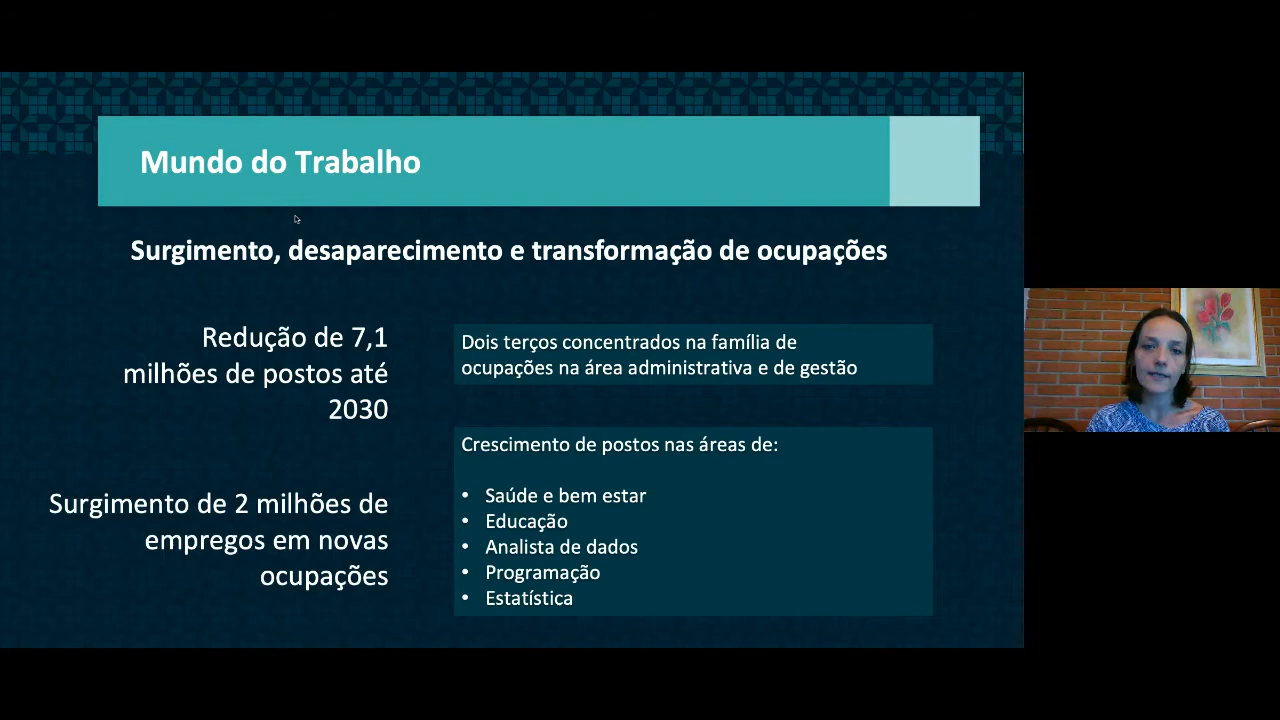 Mundo do Trabalho
Surgimento, desaparecimento e transformação de ocupações
Redução de 7,1
milhões de postos até
2030
Dois terços concentrados na família de
ocupações na área administrativa e de gestão
Surgimento de 2 milhões de
empregos em novas
ocupações
Crescimento de postos nas áreas de:
• Saúde e bem estar
• Educação
• Analista de dados
• Programação
• Estatística